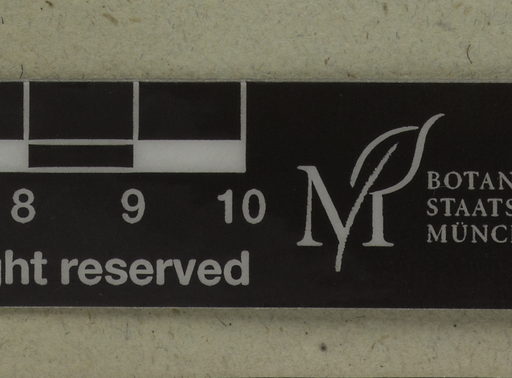 8 9 10
ght reserved
M
BOTAN
STAATS
MÜNC